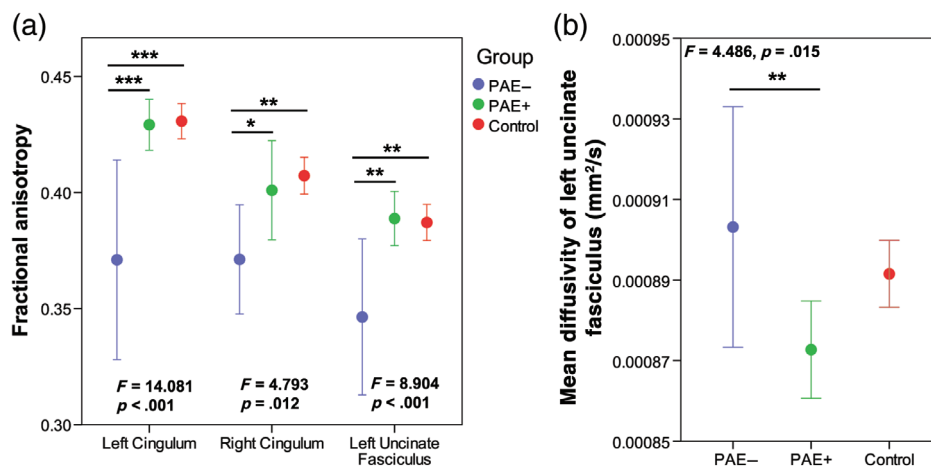 (a)
Fractional anisotropy
0.45
0.40
0.35
0.30
***
***
**
*
**
**
F = 14.081
p < .001
F = 4.793
p = .012
F = 8.904
p < .001
Left Cingulum
Right Cingulum
Left Uncinate
Fasciculus
Group
PAE–
PAE+
Control
(b)
Mean diffusivity of left uncinate
fasciculus (mm²/s)
0.00095
0.00093
0.00091
0.00089
0.00087
0.00085
F = 4.486, p = .015
**
PAE–
PAE+
Control